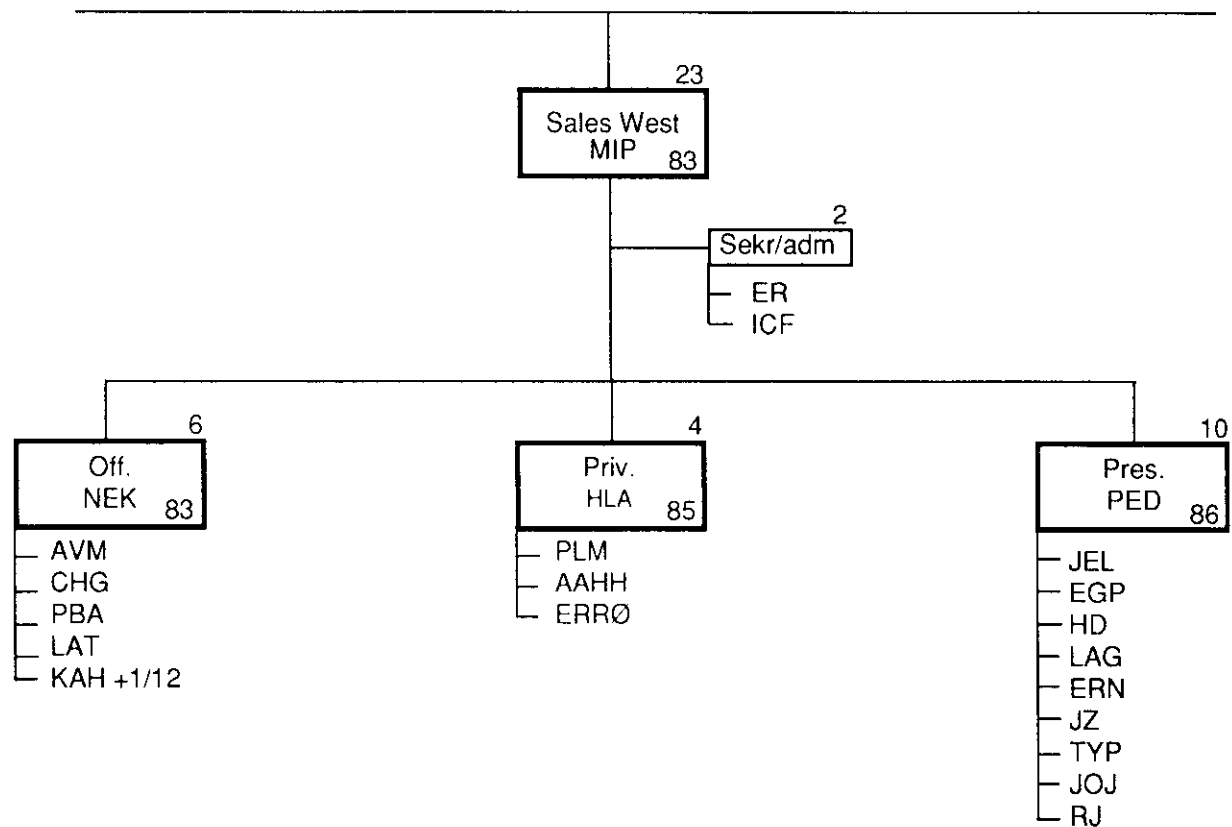 23
Sales West
MIP
83
2
Sekr/adm
ER
ICF
6
Off.
NEK
83
AVM
CHG
PBA
LAT
KAH +1/12
4
Priv.
HLA
85
PLM
AAHH
ERRØ
10
Pres.
PED
86
JEL
EGP
HD
LAG
ERN
JZ
TYP
JOJ
RJ